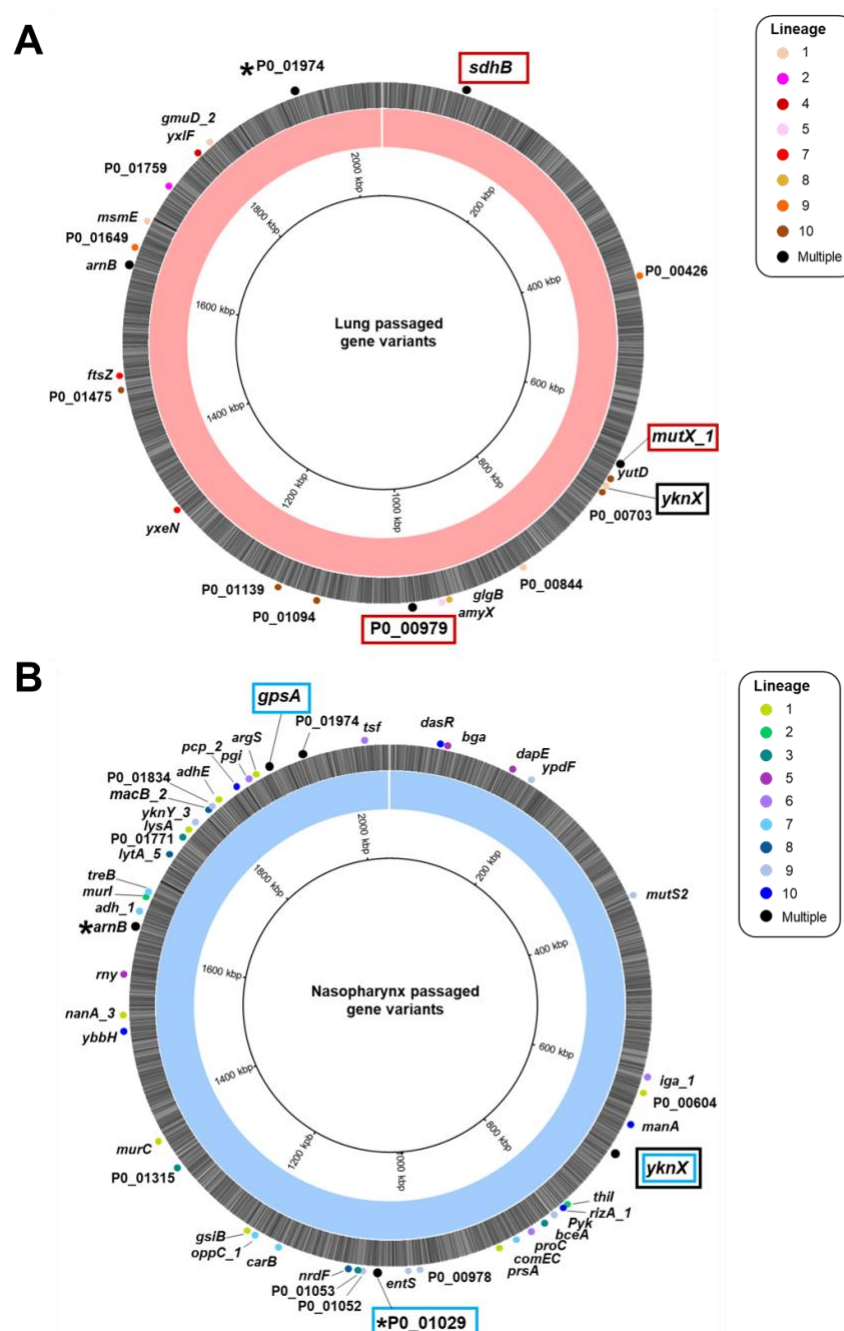 A
*P0_01974
sdhB
gmuD_2
yxlF
P0_01759
msmE
P0_01649
arnB
ftsZ
P0_01475
yxeN
P0_01139
P0_01094
P0_00979
amyX
glgB
P0_00844
P0_00703
yknX
yutD
mutX_1
P0_00426
2000 kbp
200 kbp
400 kbp
600 kbp
800 kbp
1000 kbp
1200 kbp
1400 kbp
1600 kbp
1800 kbp
Lung passaged
gene variants
Lineage
1
2
4
5
7
8
9
10
Multiple
B
gpsA
P0_01974
tsf
dasR
bga
dapE
ypdF
mutS2
iga_1
P0_00604
manA
yknX
thil
rizA_1
Pyk
bceA
proC
comEC
prsA
P0_00978
entS
*P0_01029
P0_01052
P0_01053
nrdF
carB
oppC_1
gsiB
P0_01315
murC
ybbH
nanA_3
rny
*arnB
adh_1
murI
treB
lytA_5
P0_01771
lysA
yknY_3
macB_2
P0_01834
adhE
pcp_2
pgi
argS
2000 kbp
200 kbp
400 kbp
600 kbp
800 kbp
1000 kbp
1200 kpb
1400 kbp
1600 kbp
1800 kbp
Nasopharynx passaged
gene variants
Lineage
1
2
3
5
6
7
8
9
10
Multiple